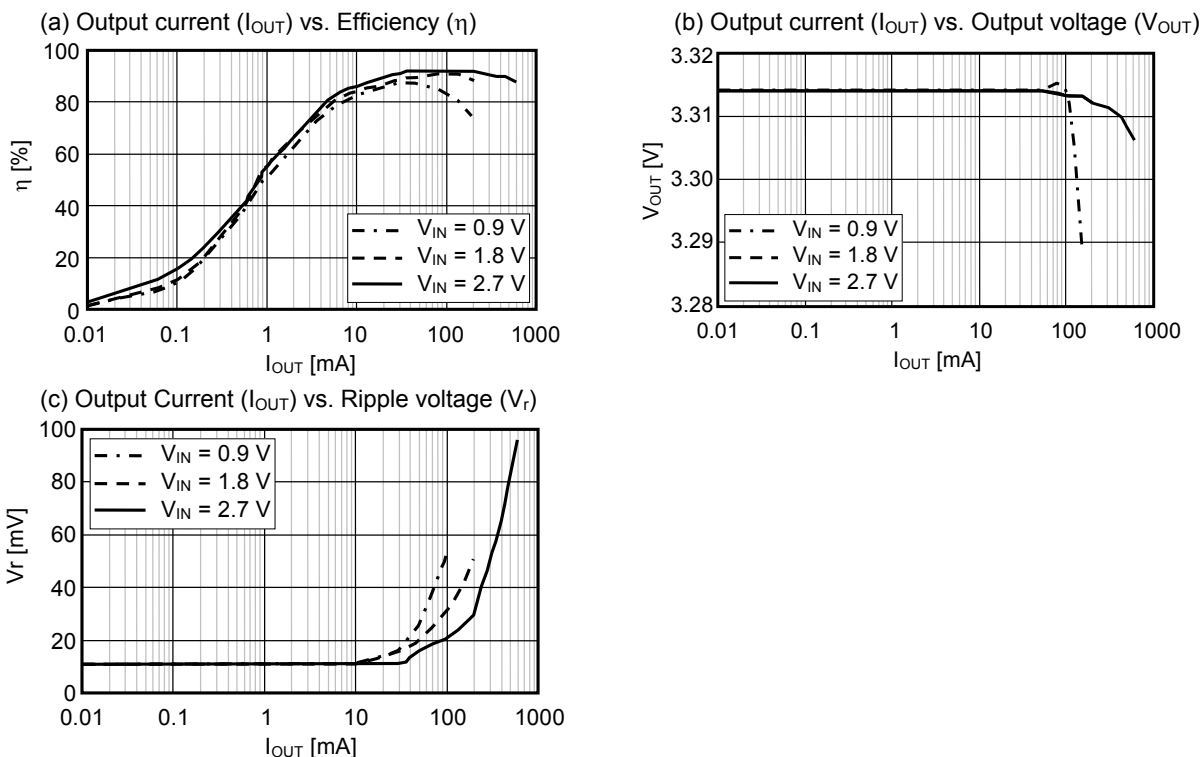 (a) Output current (IOUT) vs. Efficiency (η)
100
80
60
40
20
0
η [%]
VIN = 0.9 V
VIN = 1.8 V
VIN = 2.7 V
0.01 0.1 1 10 100 1000
IOUT [mA]
(b) Output current (IOUT) vs. Output voltage (VOUT)
3.32
3.31
3.30
3.29
3.28
VOUT [V]
VIN = 0.9 V
VIN = 1.8 V
VIN = 2.7 V
0.01 0.1 1 10 100 1000
IOUT [mA]
(c) Output Current (IOUT) vs. Ripple voltage (Vr)
100
80
60
40
20
0
Vr [mV]
VIN = 0.9 V
VIN = 1.8 V
VIN = 2.7 V
0.01 0.1 1 10 100 1000
IOUT [mA]